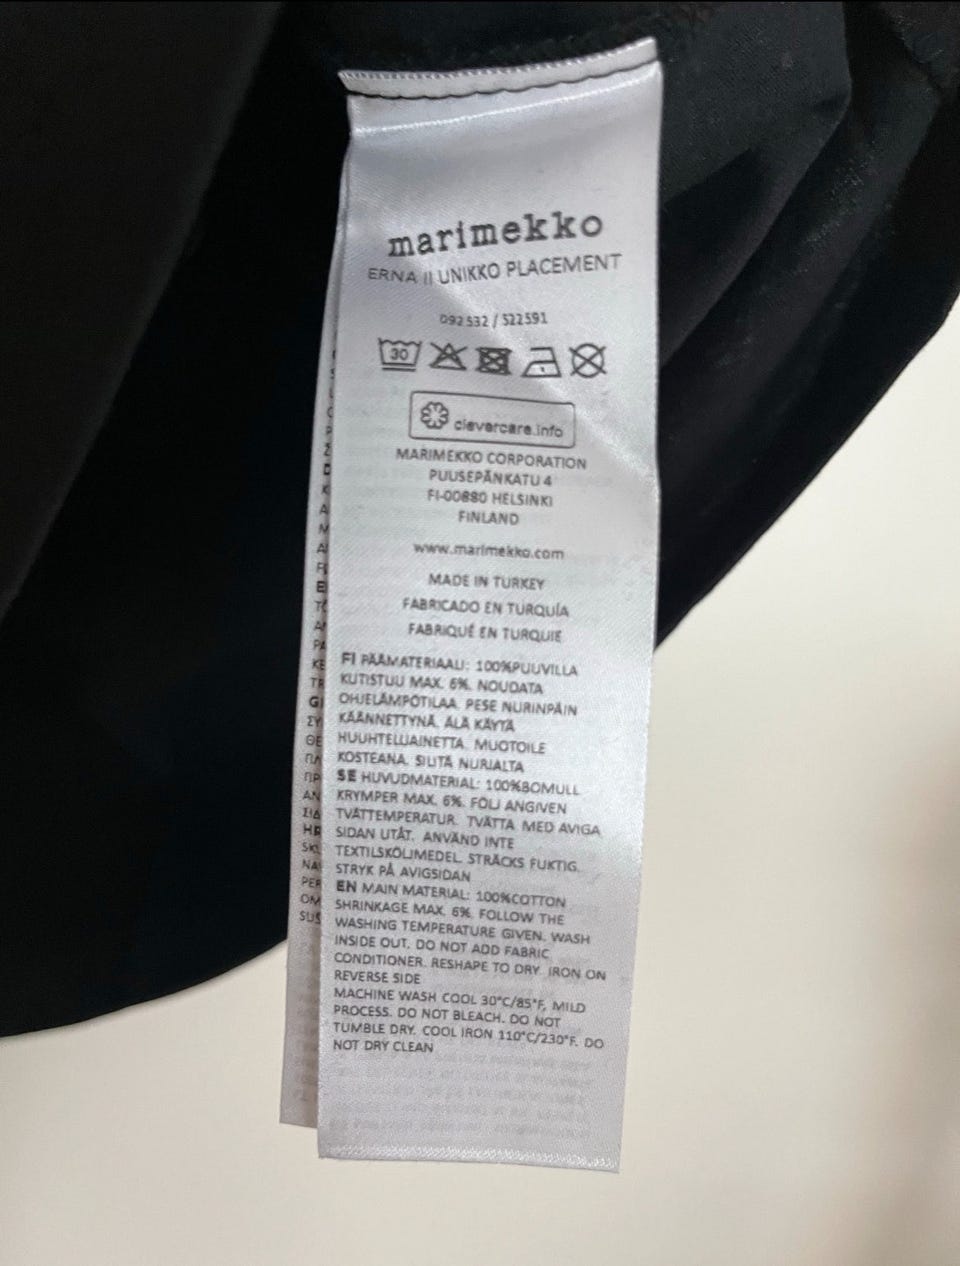 marimekko
ERNA II UNIKKO PLACEMENT
092 532 / 522591
30
clevercare.info
MARIMEKKO CORPORATION
PUUSEPÄNKATU 4
FI-00880 HELSINKI
FINLAND
www.marimekko.com
MADE IN TURKEY
FABRICADO EN TURQUÍA
FABRIQUÉ EN TURQUIE
FI PÄÄMATERIAALI: 100%PUUVILLA
KUTISTUU MAX. 6%. NOUDATA
OHJELÄMPÖTILAA. PESE NURINPÄIN
KÄÄNNETTYNÄ. ÄLÄ KÄYTÄ
HUUHTELUAINETTA. MUOTOILE
KOSTEANA. SILITÄ NURJALTA
SE HUVUDMATERIAL: 100%BOMULL
KRYMPER MAX. 6%. FÖLJ ANGIVEN
TVÄTTEMPERATUR. TVÄTTA MED AVIGA
SIDAN UTÅT. ANVÄND INTE
TEXTILSKÖLJMEDEL. STRÄCKS FUKTIG.
STRYK PÅ AVIGSIDAN
EN MAIN MATERIAL: 100%COTTON
SHRINKAGE MAX. 6%. FOLLOW THE
WASHING TEMPERATURE GIVEN. WASH
INSIDE OUT. DO NOT ADD FABRIC
CONDITIONER. RESHAPE TO DRY. IRON ON
REVERSE SIDE
MACHINE WASH COOL 30°C/85°F, MILD
PROCESS. DO NOT BLEACH. DO NOT
TUMBLE DRY. COOL IRON 110°C/230°F. DO
NOT DRY CLEAN